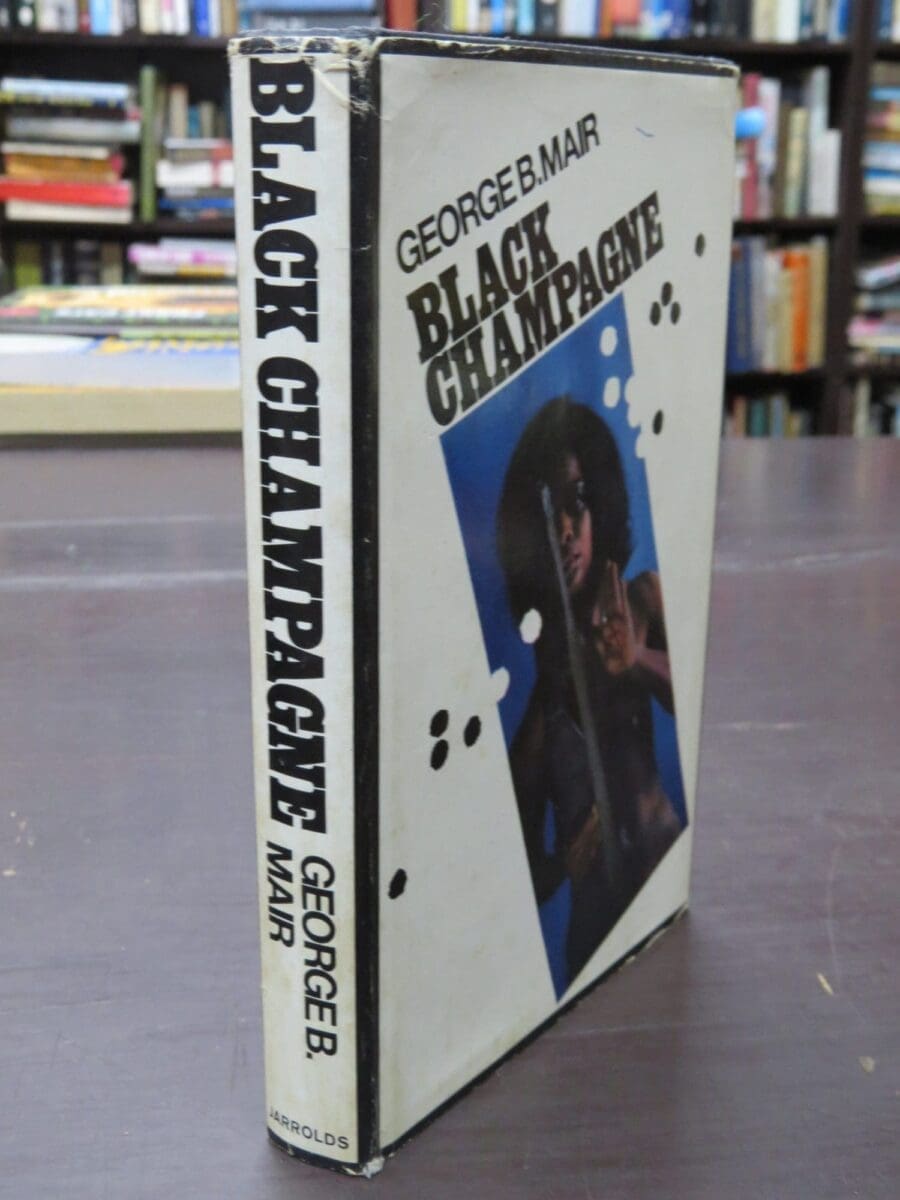 BLACK CHAMPAGNE
GEORGE B.
MAIR
JARROLDS
GEORGE B. MAIR
BLACK
CHAMPAGNE